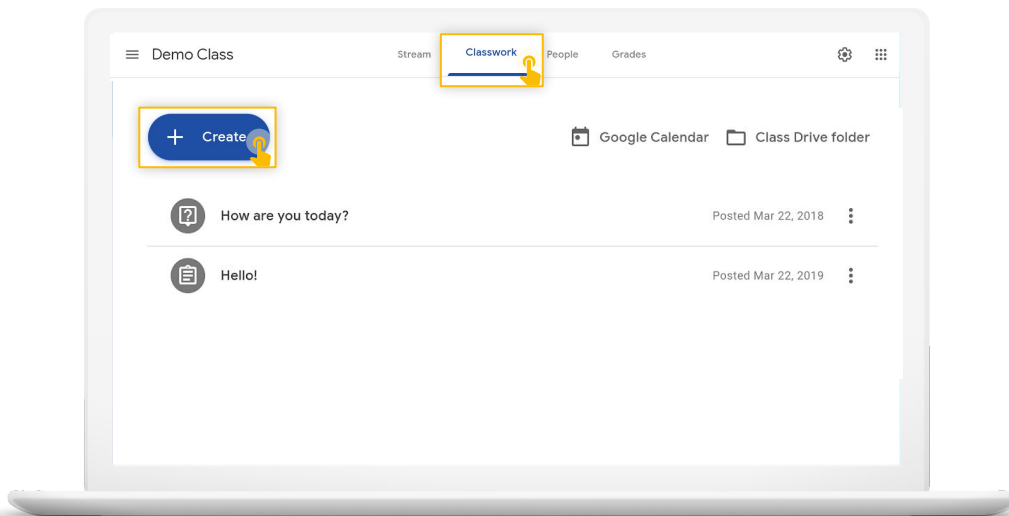 Demo Class Stream Classwork People Grades
+ Create Google Calendar Class Drive folder
How are you today? Posted Mar 22, 2018
Hello! Posted Mar 22, 2019